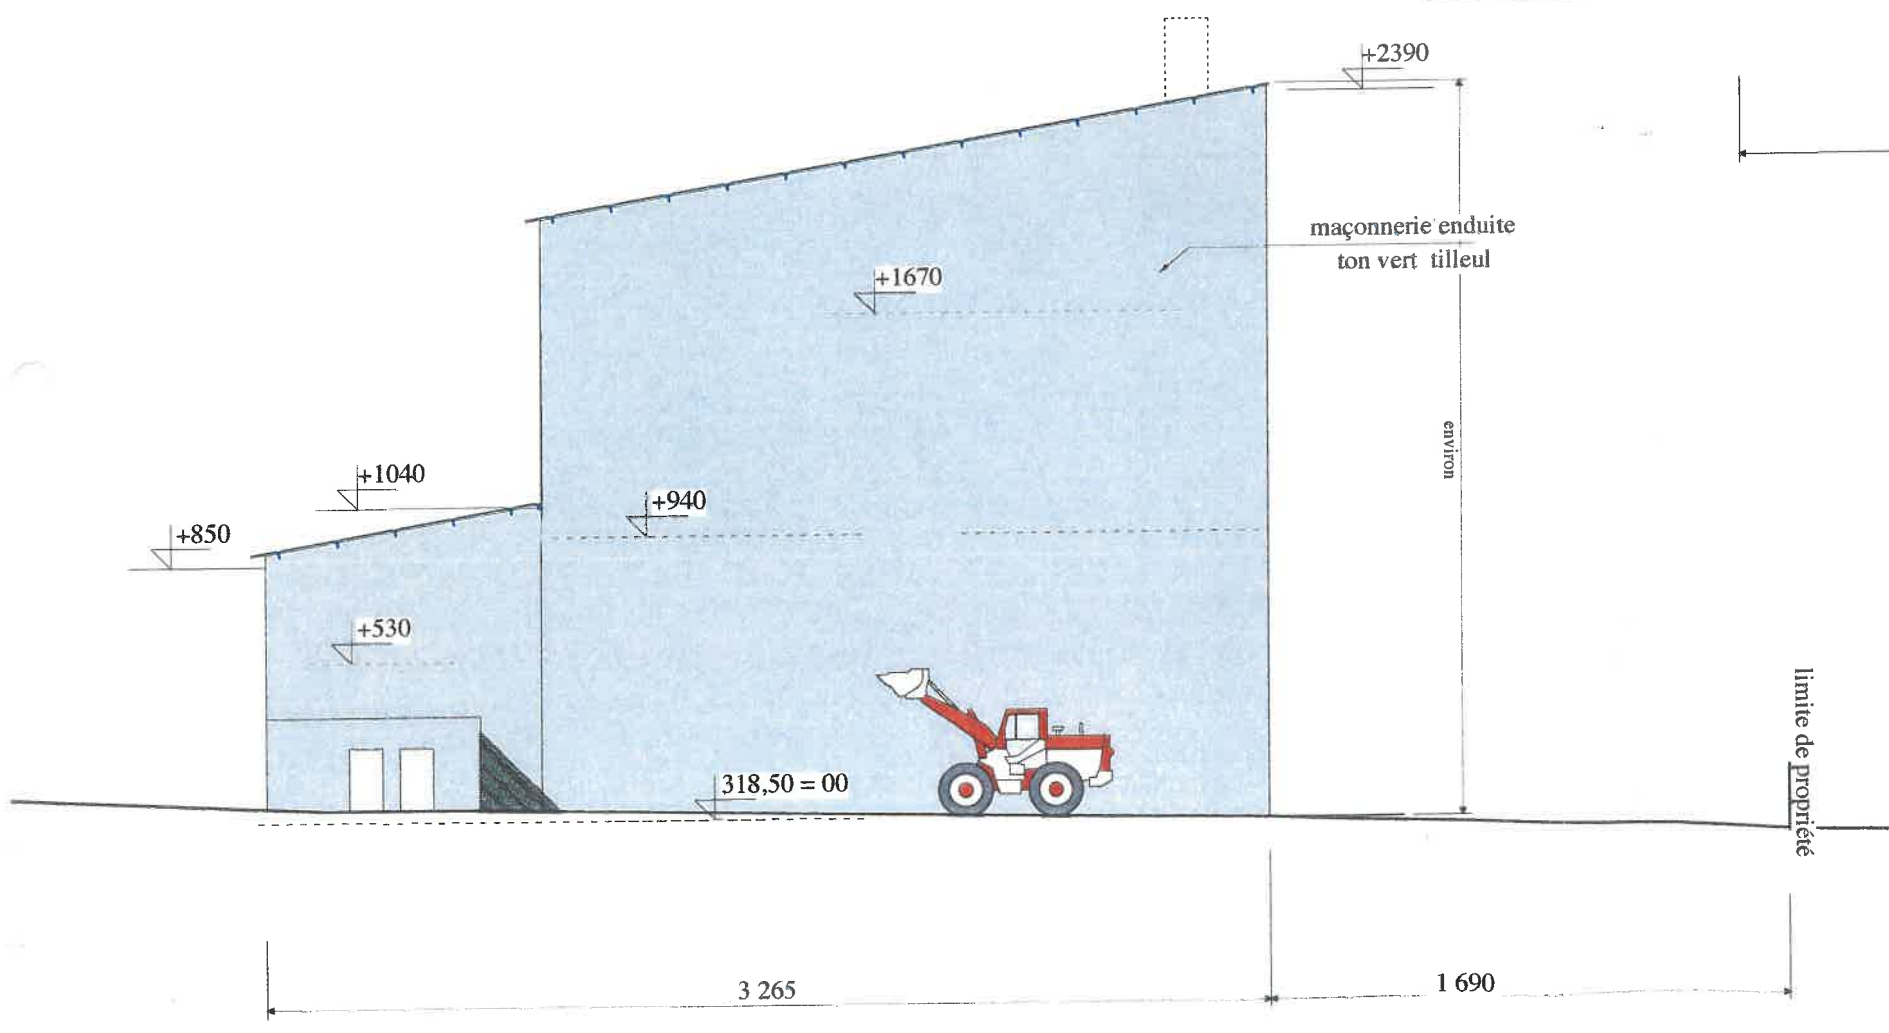 +2390
maçonnerie enduite
ton vert tilleul
+1670
environ
+1040
+940
+850
+530
limite de propriété
318,50 = 00
3 265
1 690